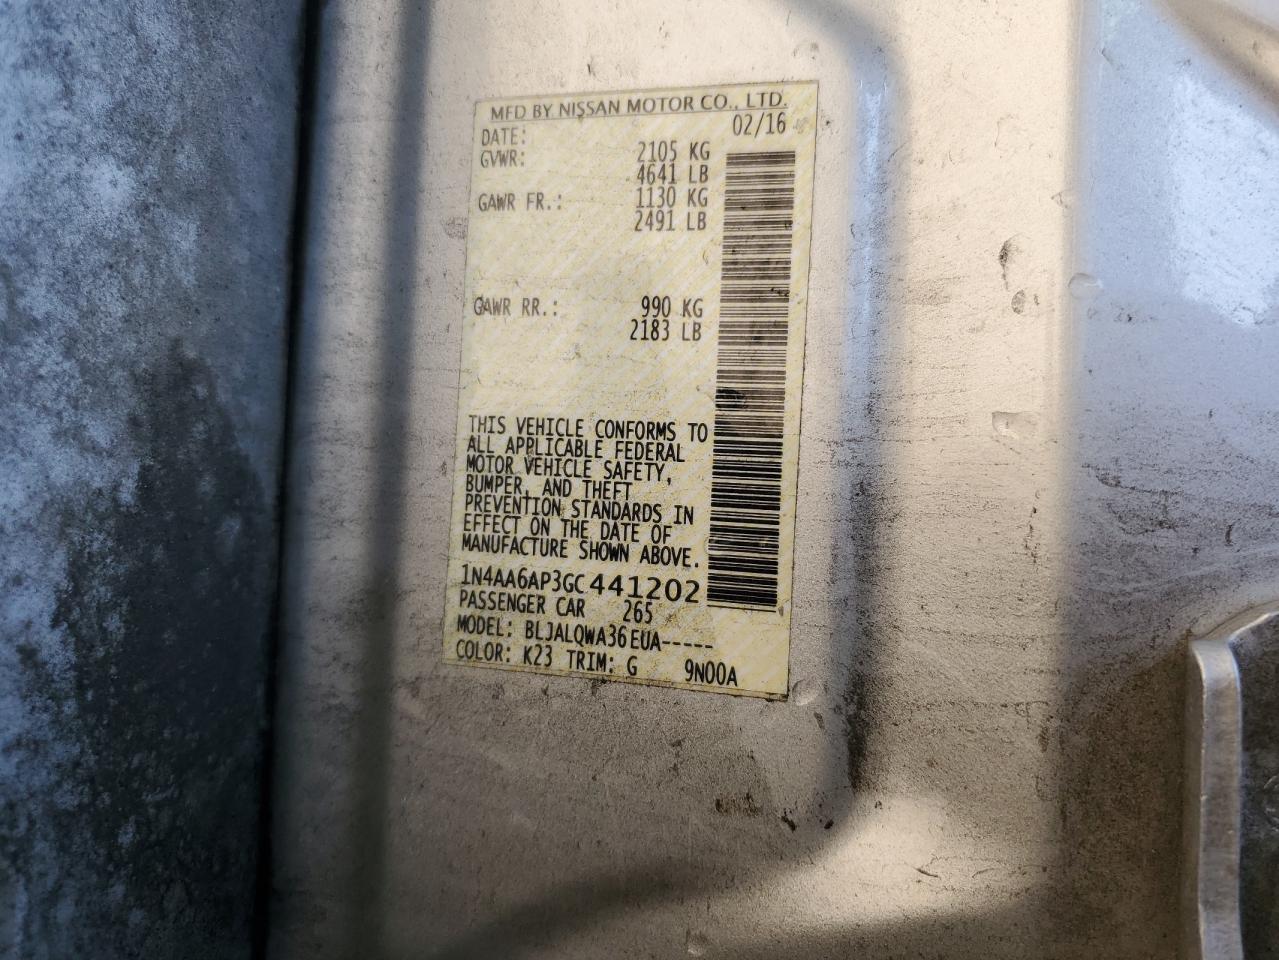 MFD BY NISSAN MOTOR CO., LTD.
DATE: 02/16
GVWR: 2105 KG
4641 LB
GAWR FR.: 1130 KG
2491 LB
GAWR RR.: 990 KG
2183 LB
THIS VEHICLE CONFORMS TO
ALL APPLICABLE FEDERAL
MOTOR VEHICLE SAFETY,
BUMPER, AND THEFT
PREVENTION STANDARDS IN
EFFECT ON THE DATE OF
MANUFACTURE SHOWN ABOVE.
1N4AA6AP3GC441202
PASSENGER CAR 265
MODEL: BLJALQWA36EUA-----
COLOR: K23 TRIM: G 9N00A